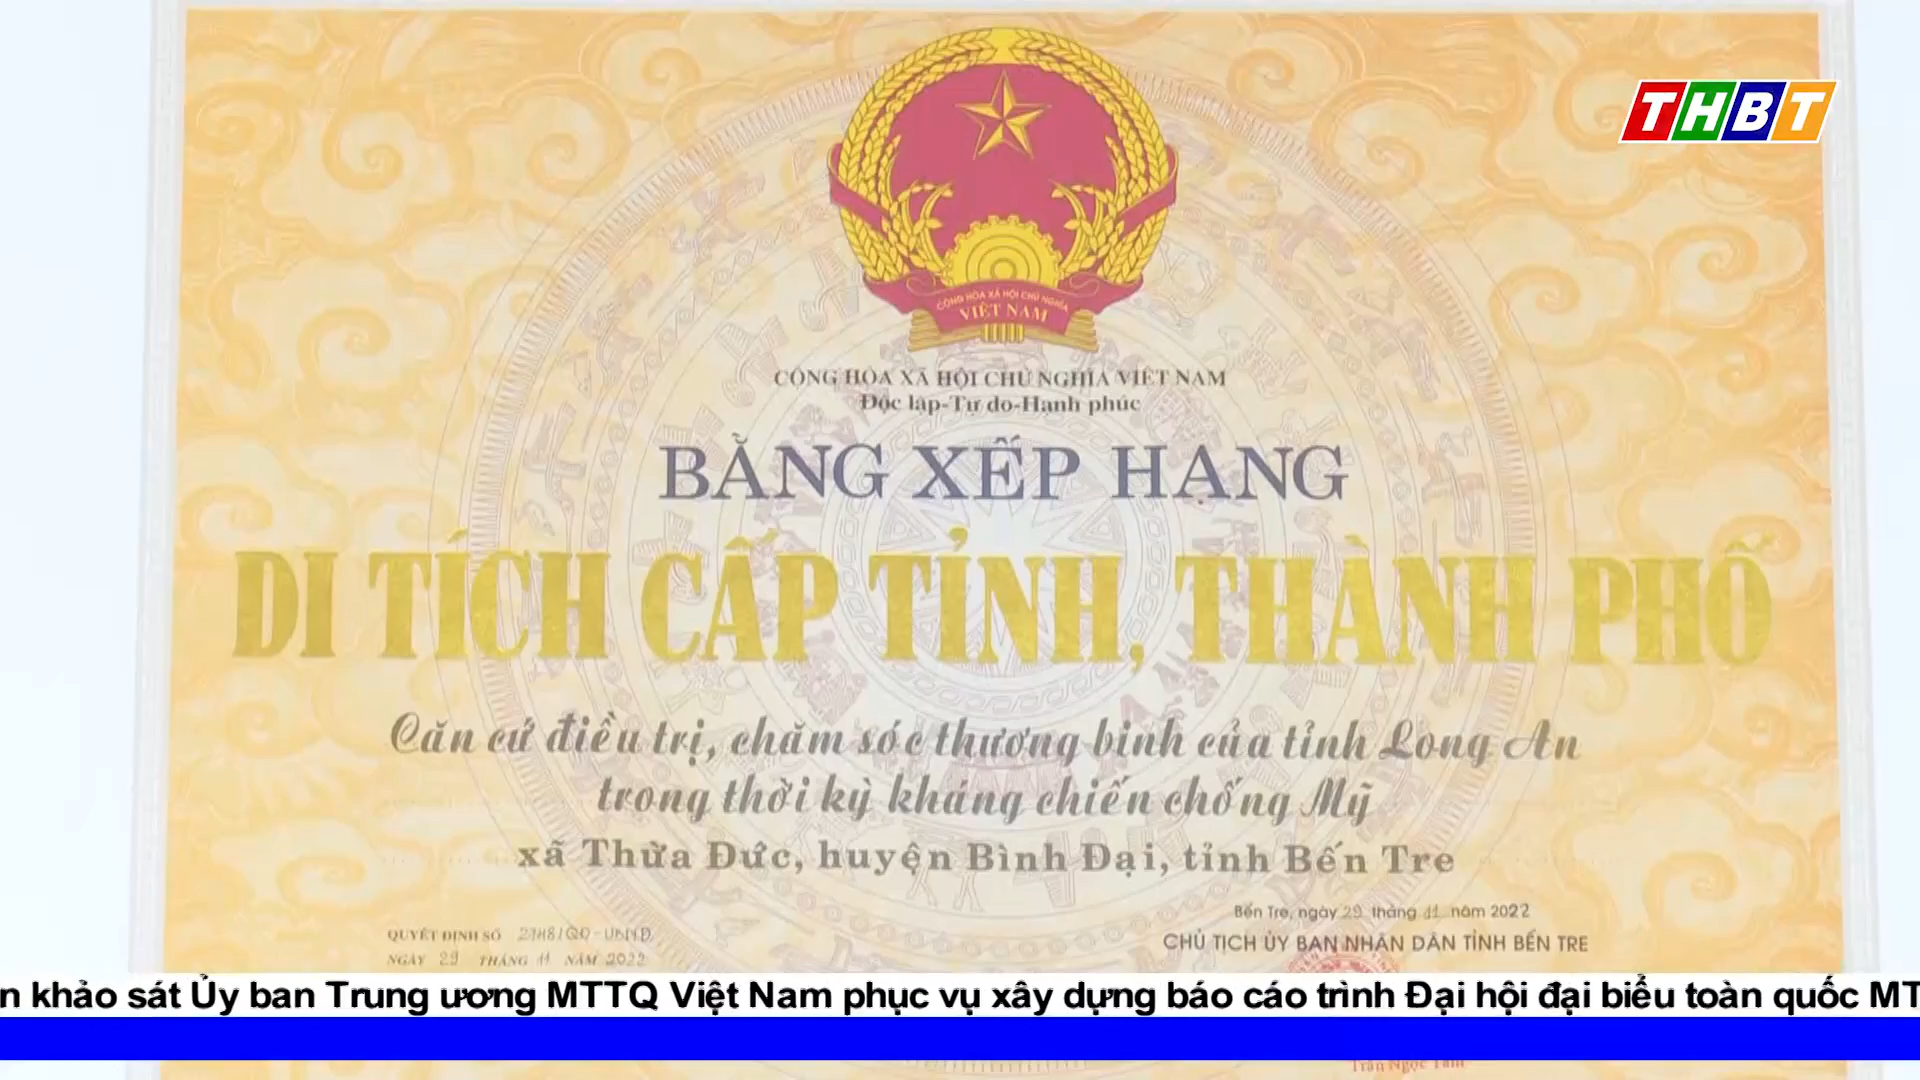 THBT
CỘNG HÒA XÃ HỘI CHỦ NGHĨA
VIỆT NAM
CỘNG HÒA XÃ HỘI CHỦ NGHĨA VIỆT NAM
Độc lập-Tự do-Hạnh phúc
BẰNG XẾP HẠNG
DI TÍCH CẤP TỈNH, THÀNH PHỐ
Căn cứ điều trị, chăm sóc thương binh của tỉnh Long An
trong thời kỳ kháng chiến chống Mỹ
xã Thừa Đức, huyện Bình Đại, tỉnh Bến Tre
Bến Tre, ngày 29 tháng 11 năm 2022
CHỦ TỊCH ỦY BAN NHÂN DÂN TỈNH BẾN TRE
QUYẾT ĐỊNH SỐ
NGÀY 29 THÁNG 11 NĂM 2022
n khảo sát Ủy ban Trung ương MTTQ Việt Nam phục vụ xây dựng báo cáo trình Đại hội đại biểu toàn quốc MT
Trần Ngọc Tam